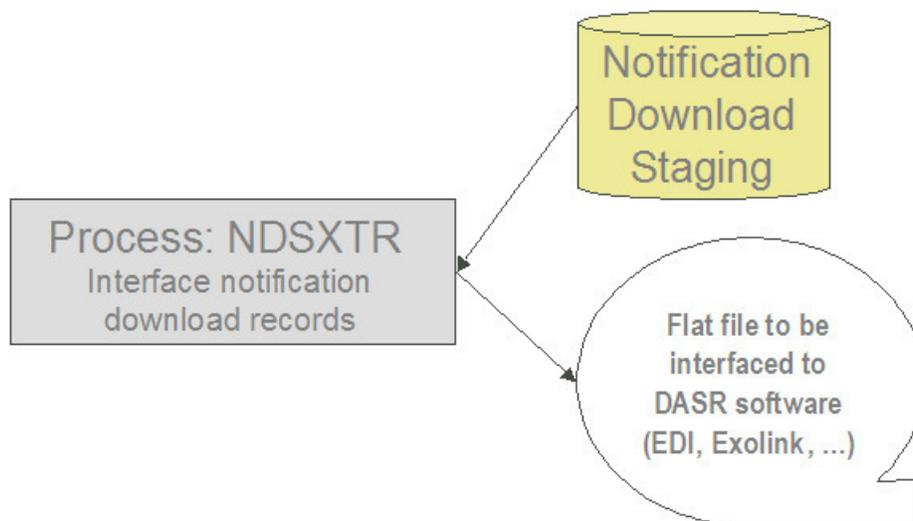 Notification
Download
Staging
Process: NDSXTR
Interface notification
download records
Flat file to be
interfaced to
DASR software
(EDI, Exolink, ...)